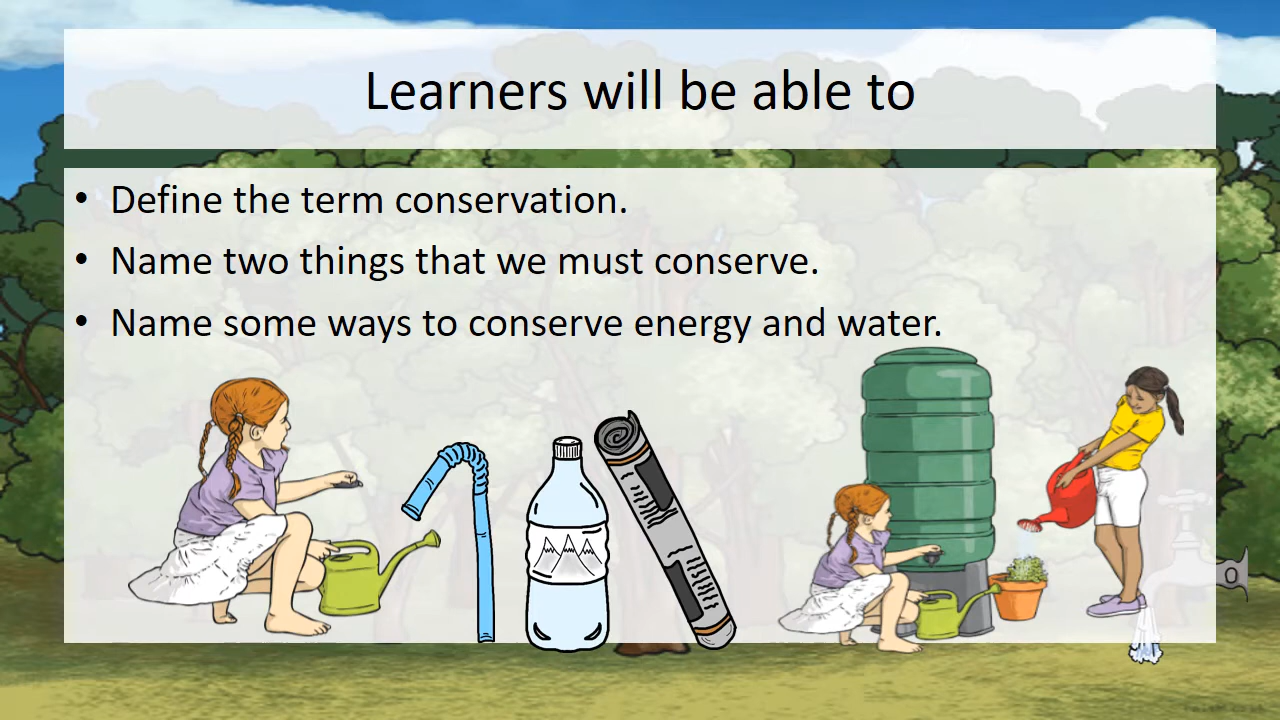 Learners will be able to
• Define the term conservation.
• Name two things that we must conserve.
• Name some ways to conserve energy and water.